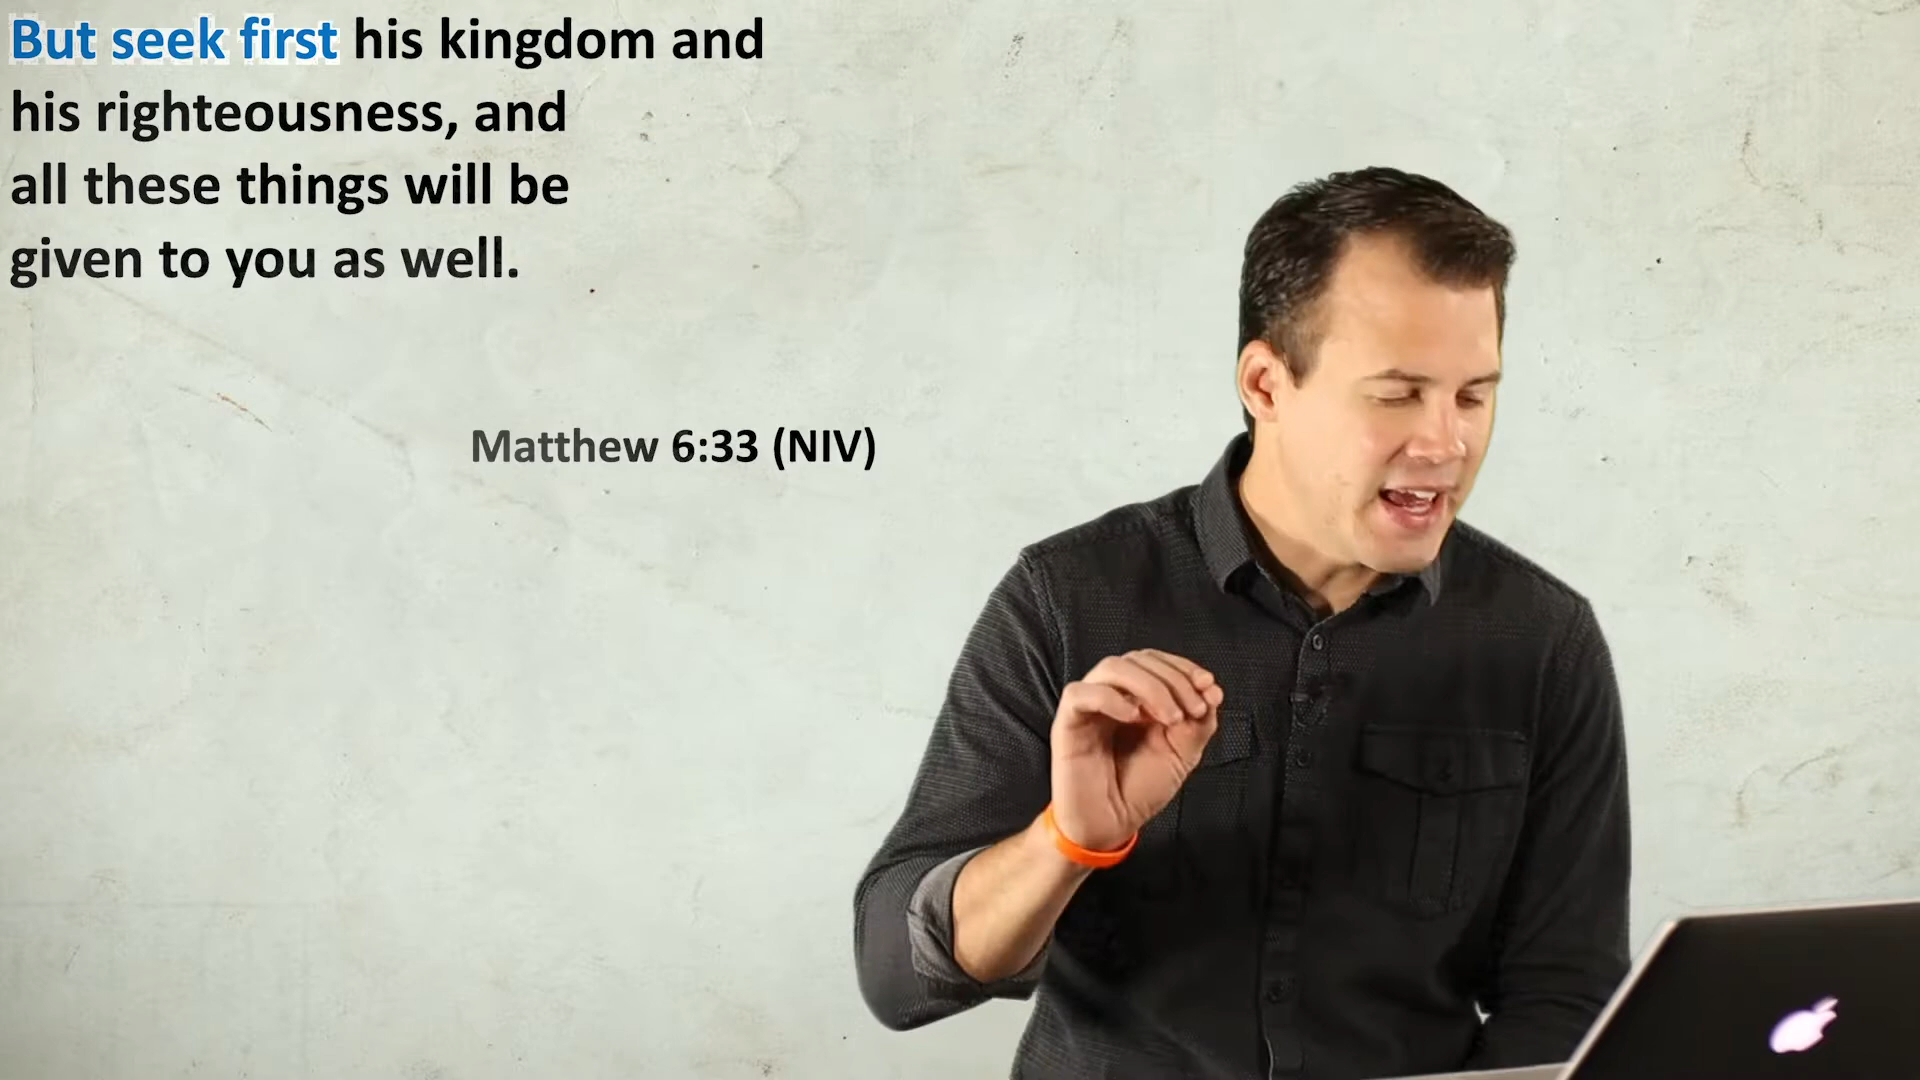 But seek first his kingdom and
his righteousness, and
all these things will be
given to you as well.
Matthew 6:33 (NIV)